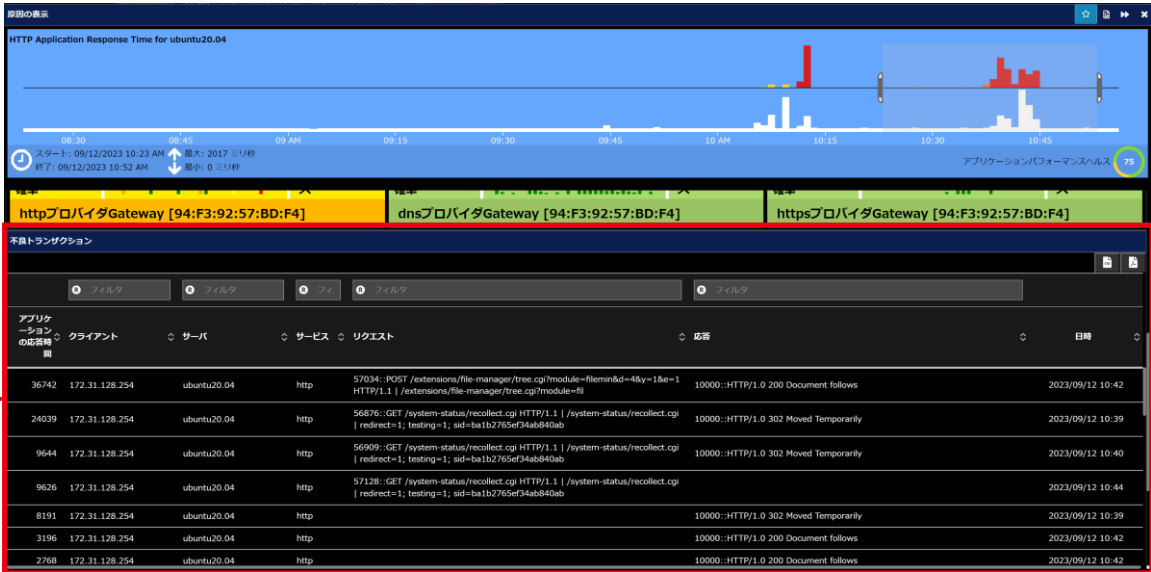 原因の表示
HTTP Application Response Time for ubuntu20.04
08:30 08:45 09 AM 09:15 09:30 09:45 10 AM 10:15 10:30 10:45
スタート: 09/12/2023 10:23 AM 最大: 2017 ミリ秒
終了: 09/12/2023 10:52 AM 最小: 0 ミリ秒
アプリケーションパフォーマンスヘルス 75
httpプロバイダGateway [94:F3:92:57:BD:F4] dnsプロバイダGateway [94:F3:92:57:BD:F4] httpsプロバイダGateway [94:F3:92:57:BD:F4]
不良トランザクション
R フィルタ R フィルタ R フィ R フィルタ R フィルタ
アプリケ
ーション
の応答時
間
クライアント サーバ サービス リクエスト 応答 日時
36742 172.31.128.254 ubuntu20.04 http 57034::POST /extensions/file-manager/tree.cgi?module=filemin&d=4&y=1&e=1 10000::HTTP/1.0 200 Document follows 2023/09/12 10:42
HTTP/1.1 | /extensions/file-manager/tree.cgi?module=fil
24039 172.31.128.254 ubuntu20.04 http 56876::GET /system-status/recollect.cgi HTTP/1.1 | /system-status/recollect.cgi 10000::HTTP/1.0 302 Moved Temporarily 2023/09/12 10:39
| redirect=1; testing=1; sid=ba1b2765ef34ab840ab
9644 172.31.128.254 ubuntu20.04 http 56909::GET /system-status/recollect.cgi HTTP/1.1 | /system-status/recollect.cgi 10000::HTTP/1.0 302 Moved Temporarily 2023/09/12 10:40
| redirect=1; testing=1; sid=ba1b2765ef34ab840ab
9626 172.31.128.254 ubuntu20.04 http 57128::GET /system-status/recollect.cgi HTTP/1.1 | /system-status/recollect.cgi 2023/09/12 10:44
| redirect=1; testing=1; sid=ba1b2765ef34ab840ab
8191 172.31.128.254 ubuntu20.04 http 10000::HTTP/1.0 302 Moved Temporarily 2023/09/12 10:39
3196 172.31.128.254 ubuntu20.04 http 10000::HTTP/1.0 200 Document follows 2023/09/12 10:42
2768 172.31.128.254 ubuntu20.04 http 10000::HTTP/1.0 200 Document follows 2023/09/12 10:42